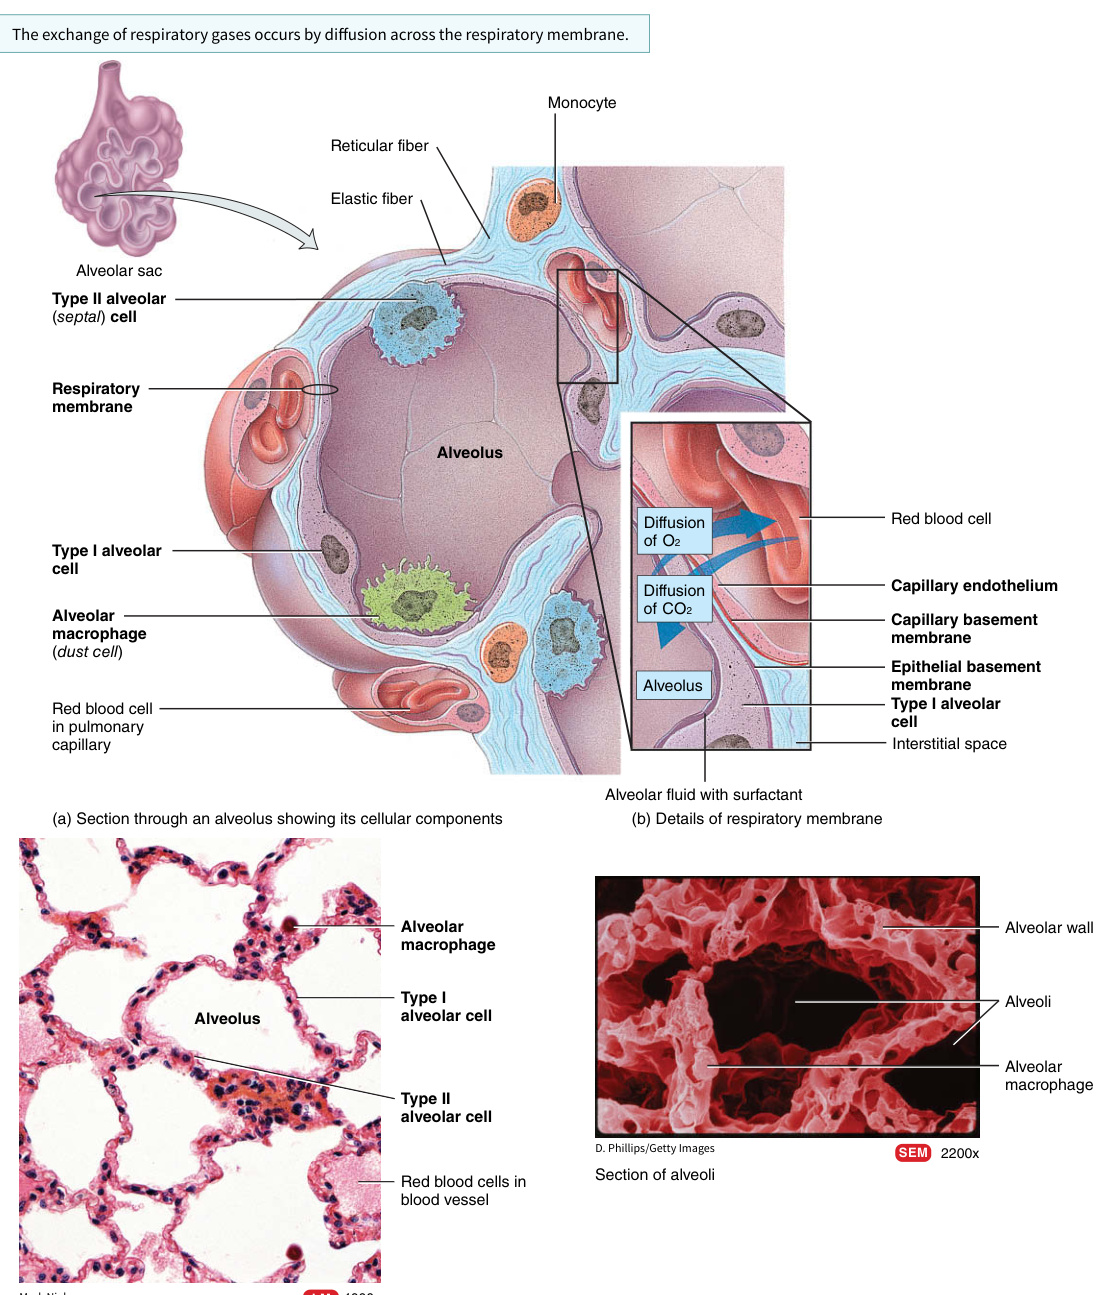 The exchange of respiratory gases occurs by diffusion across the respiratory membrane.
Monocyte
Reticular fiber
Elastic fiber
Alveolar sac
Type II alveolar
(septal) cell
Respiratory
membrane
Alveolus
Type I alveolar
cell
Alveolar
macrophage
(dust cell)
Red blood cell
in pulmonary
capillary
Diffusion
of O2
Diffusion
of CO2
Alveolus
Red blood cell
Capillary endothelium
Capillary basement
membrane
Epithelial basement
membrane
Type I alveolar
cell
Interstitial space
Alveolar fluid with surfactant
(a) Section through an alveolus showing its cellular components
(b) Details of respiratory membrane
Alveolar
macrophage
Type I
alveolar cell
Alveolus
Type II
alveolar cell
Red blood cells in
blood vessel
Alveolar wall
Alveoli
Alveolar
macrophage
D. Phillips/Getty Images
SEM 2200x
Section of alveoli